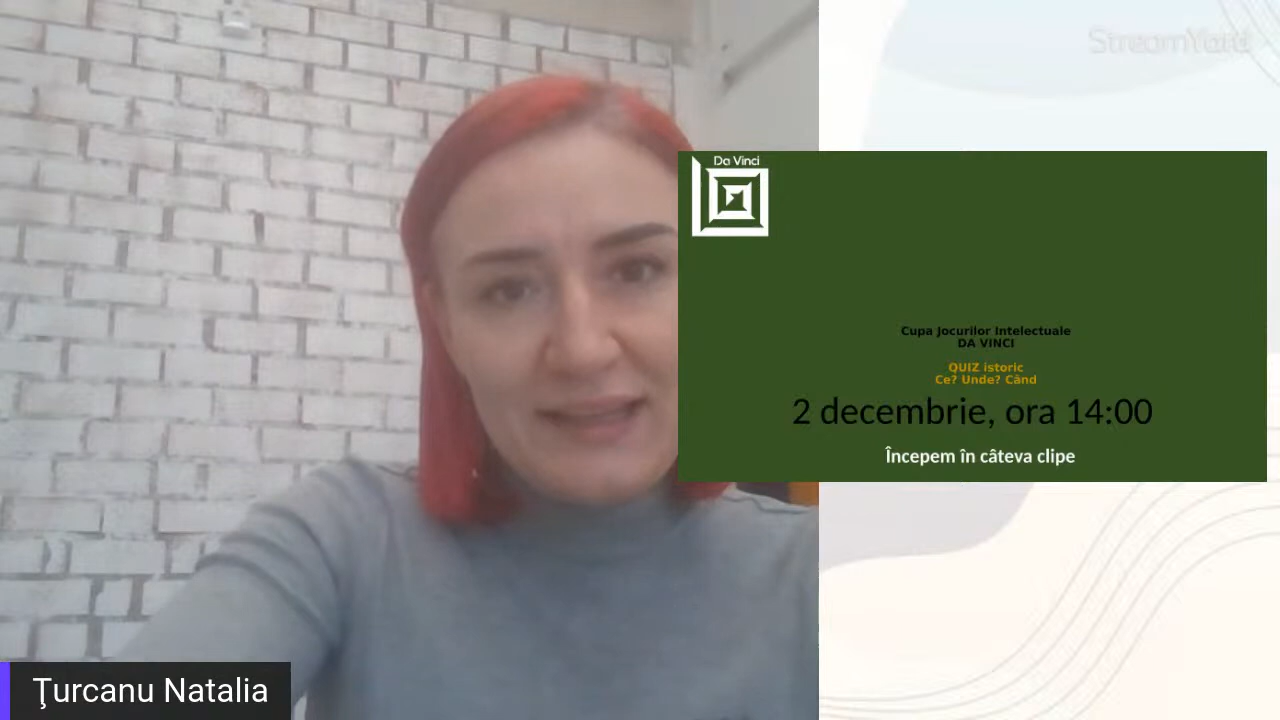 StreamYard
Da Vinci
Cupa Jocurilor Intelectuale
DA VINCI
QUIZ istoric
Ce? Unde? Când
2 decembrie, ora 14:00
Începem în câteva clipe
Ţurcanu Natalia